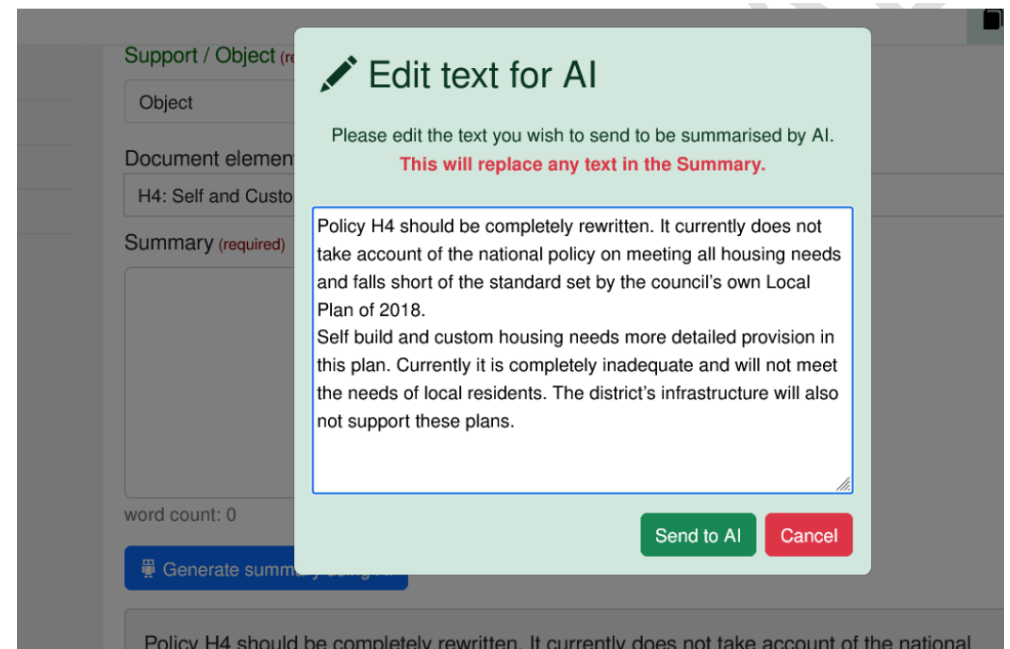 Support / Object
Object
Document elemen
H4: Self and Custo
Summary (required)
word count: 0
Generate summ
Policy H4 should be completely rewritten. It currently does not take account of the national
Edit text for AI
Please edit the text you wish to send to be summarised by AI.
This will replace any text in the Summary.
Policy H4 should be completely rewritten. It currently does not
take account of the national policy on meeting all housing needs
and falls short of the standard set by the council's own Local
Plan of 2018.
Self build and custom housing needs more detailed provision in
this plan. Currently it is completely inadequate and will not meet
the needs of local residents. The district's infrastructure will also
not support these plans.
Send to AI Cancel